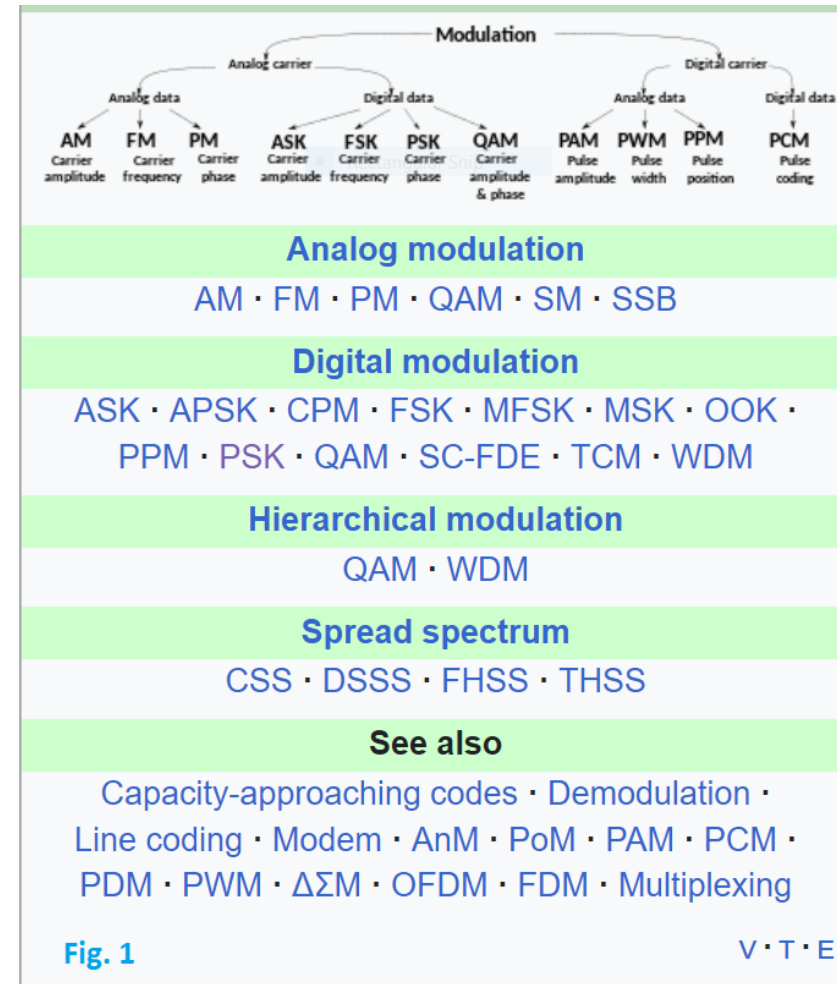 Modulation
Analog carrier Digital carrier
Analog data Digital data Analog data Digital data
AM FM PM ASK FSK PSK QAM PAM PWM PPM PCM
Carrier Carrier Carrier Carrier Carrier Carrier Carrier Pulse Pulse Pulse Pulse
amplitude frequency phase amplitude frequency phase amplitude amplitude width position coding
& phase
Analog modulation
AM · FM · PM · QAM · SM · SSB
Digital modulation
ASK · APSK · CPM · FSK · MFSK · MSK · OOK ·
PPM · PSK · QAM · SC-FDE · TCM · WDM
Hierarchical modulation
QAM · WDM
Spread spectrum
CSS · DSSS · FHSS · THSS
See also
Capacity-approaching codes · Demodulation ·
Line coding · Modem · AnM · PoM · PAM · PCM ·
PDM · PWM · ΔΣM · OFDM · FDM · Multiplexing
Fig. 1 V · T · E